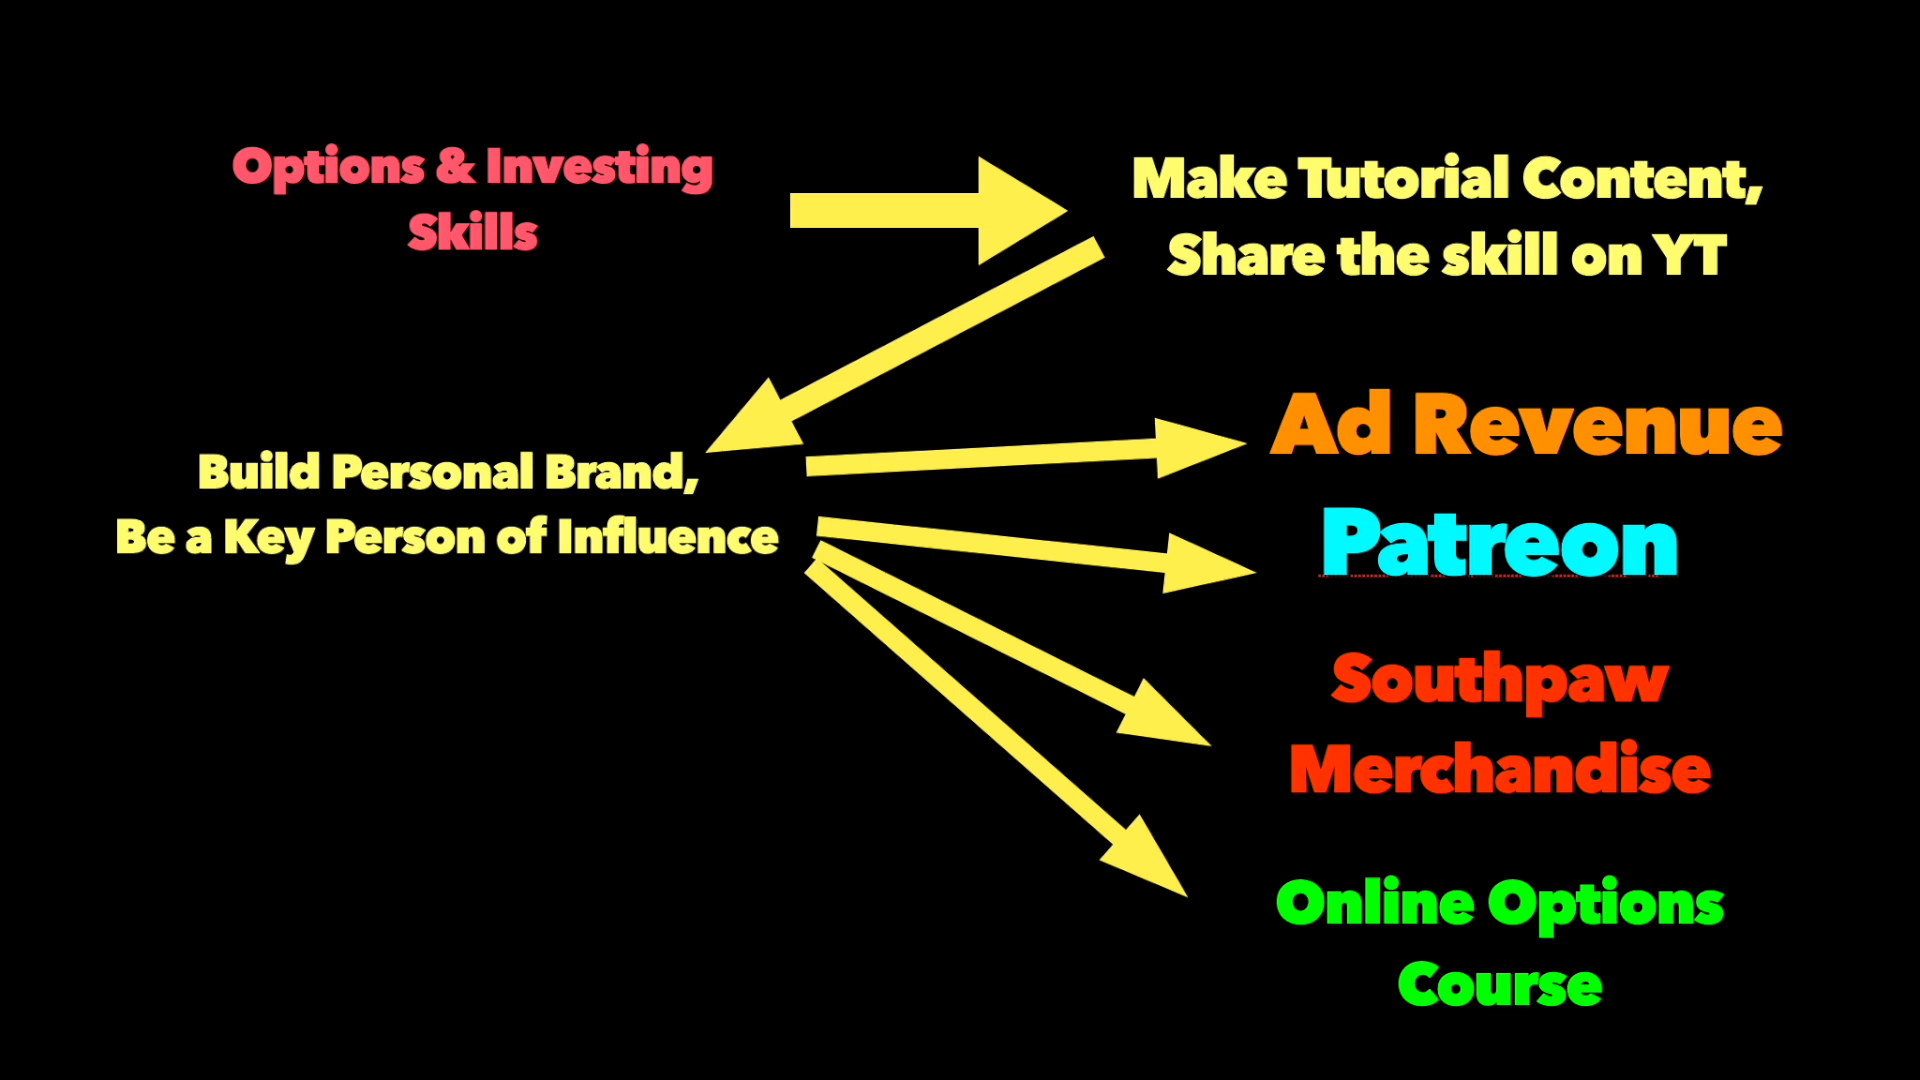 Options & Investing
Skills
Make Tutorial Content,
Share the skill on YT
Build Personal Brand,
Be a Key Person of Influence
Ad Revenue
Patreon
Southpaw
Merchandise
Online Options
Course